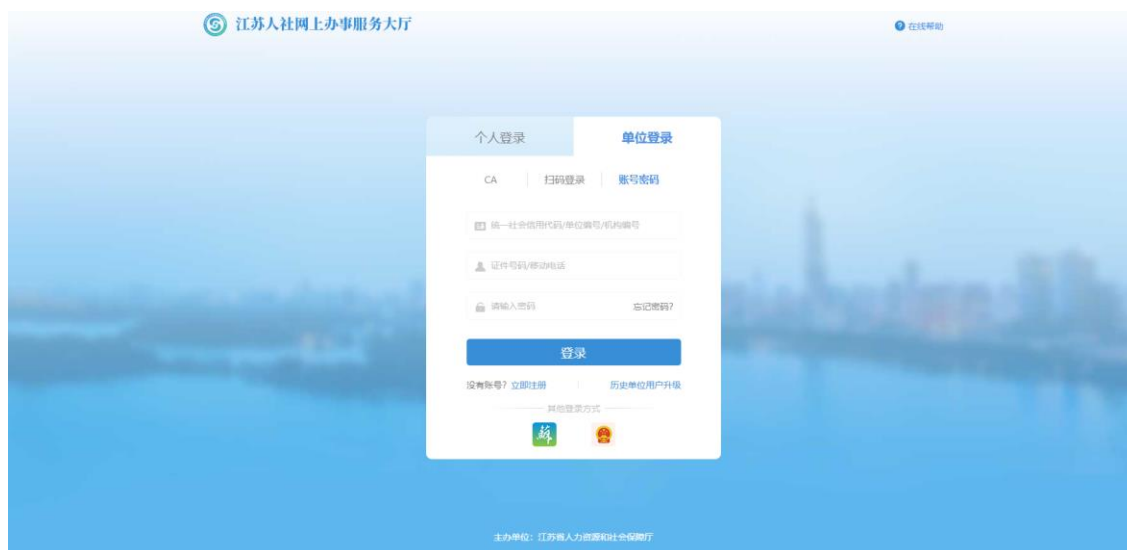 江苏人社网上办事服务大厅
在线帮助
个人登录 单位登录
CA 扫码登录 账号密码
统一社会信用代码/单位编号/机构编号
证件号码/移动电话
请输入密码 忘记密码?
登录
没有账号? 立即注册 历史单位用户升级
其他登录方式
蘇
主办单位：江苏省人力资源和社会保障厅